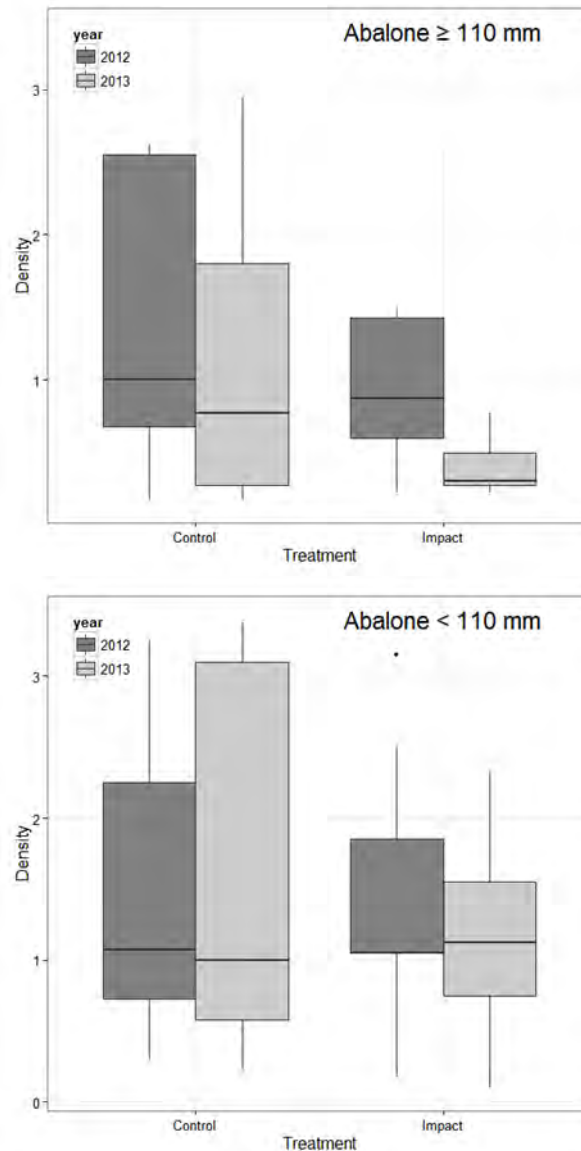 Abalone ≥ 110 mm
year
2012
2013
3
2
1
Density
Control Impact
Treatment
Abalone < 110 mm
year
2012
2013
3
2
1
0
Density
Control Impact
Treatment